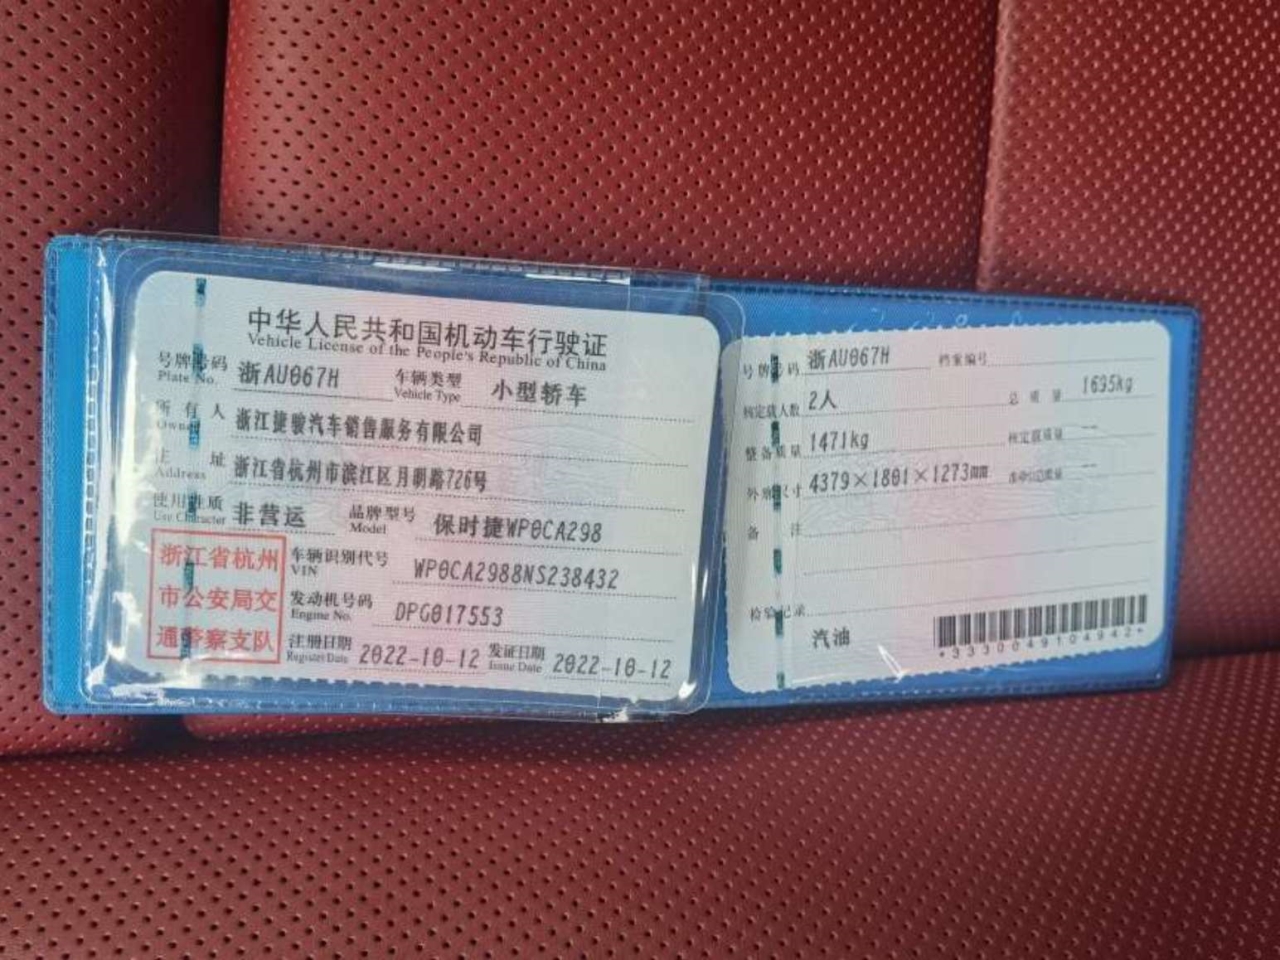 中华人民共和国机动车行驶证
Vehicle License of the People's Republic of China
号牌号码 浙AU067H 车辆类型 小型轿车
Plate No. Vehicle Type
所有人 浙江捷骏汽车销售服务有限公司
Owner
住址 浙江省杭州市滨江区月明路726号
Address
使用性质 非营运 品牌型号 保时捷WP0CA298
Use Character Model
浙江省杭州
市公安局交
通警察支队
车辆识别代号 WP0CA2988NS238432
VIN
发动机号码 DPG017553
Engine No.
注册日期 2022-10-12 发证日期 2022-10-12
Register Date Issue Date
号牌号码 浙AU067H 档案编号
核定载人数 2人 总质量 1695kg
整备质量 1471kg 核定载质量 --
外廓尺寸 4379×1801×1273mm 准牵引总质量 --
备注
检验记录
汽油
*3330049104942*